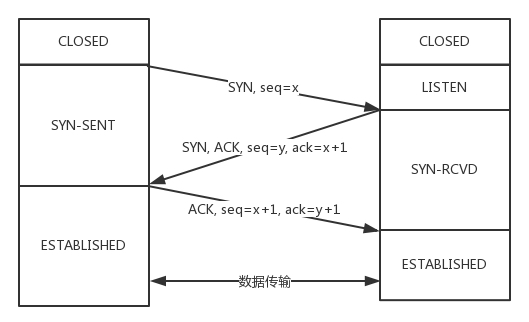 CLOSED
CLOSED
SYN, seq=x
LISTEN
SYN-SENT
SYN, ACK, seq=y, ack=x+1
SYN-RCVD
ACK, seq=x+1, ack=y+1
ESTABLISHED
ESTABLISHED
数据传输